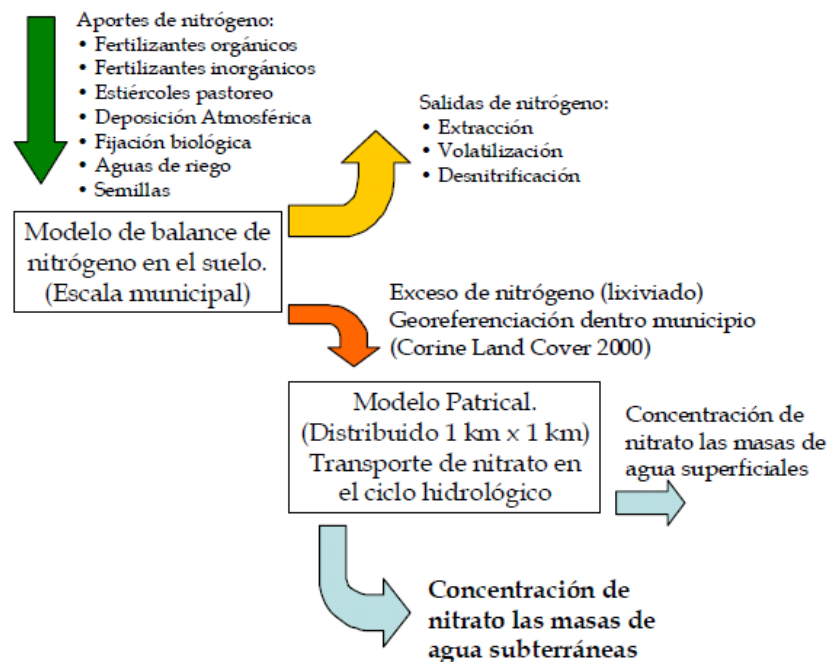 Aportes de nitrógeno:
• Fertilizantes orgánicos
• Fertilizantes inorgánicos
• Estiércoles pastoreo
• Deposición Atmosférica
• Fijación biológica
• Aguas de riego
• Semillas
Salidas de nitrógeno:
• Extracción
• Volatilización
• Desnitrificación
Modelo de balance de
nitrógeno en el suelo.
(Escala municipal)
Exceso de nitrógeno (lixiviado)
Georeferenciación dentro municipio
(Corine Land Cover 2000)
Modelo Patrical.
(Distribuido 1 km x 1 km)
Transporte de nitrato en
el ciclo hidrológico
Concentración de
nitrato las masas de
agua superficiales
Concentración de
nitrato las masas de
agua subterráneas